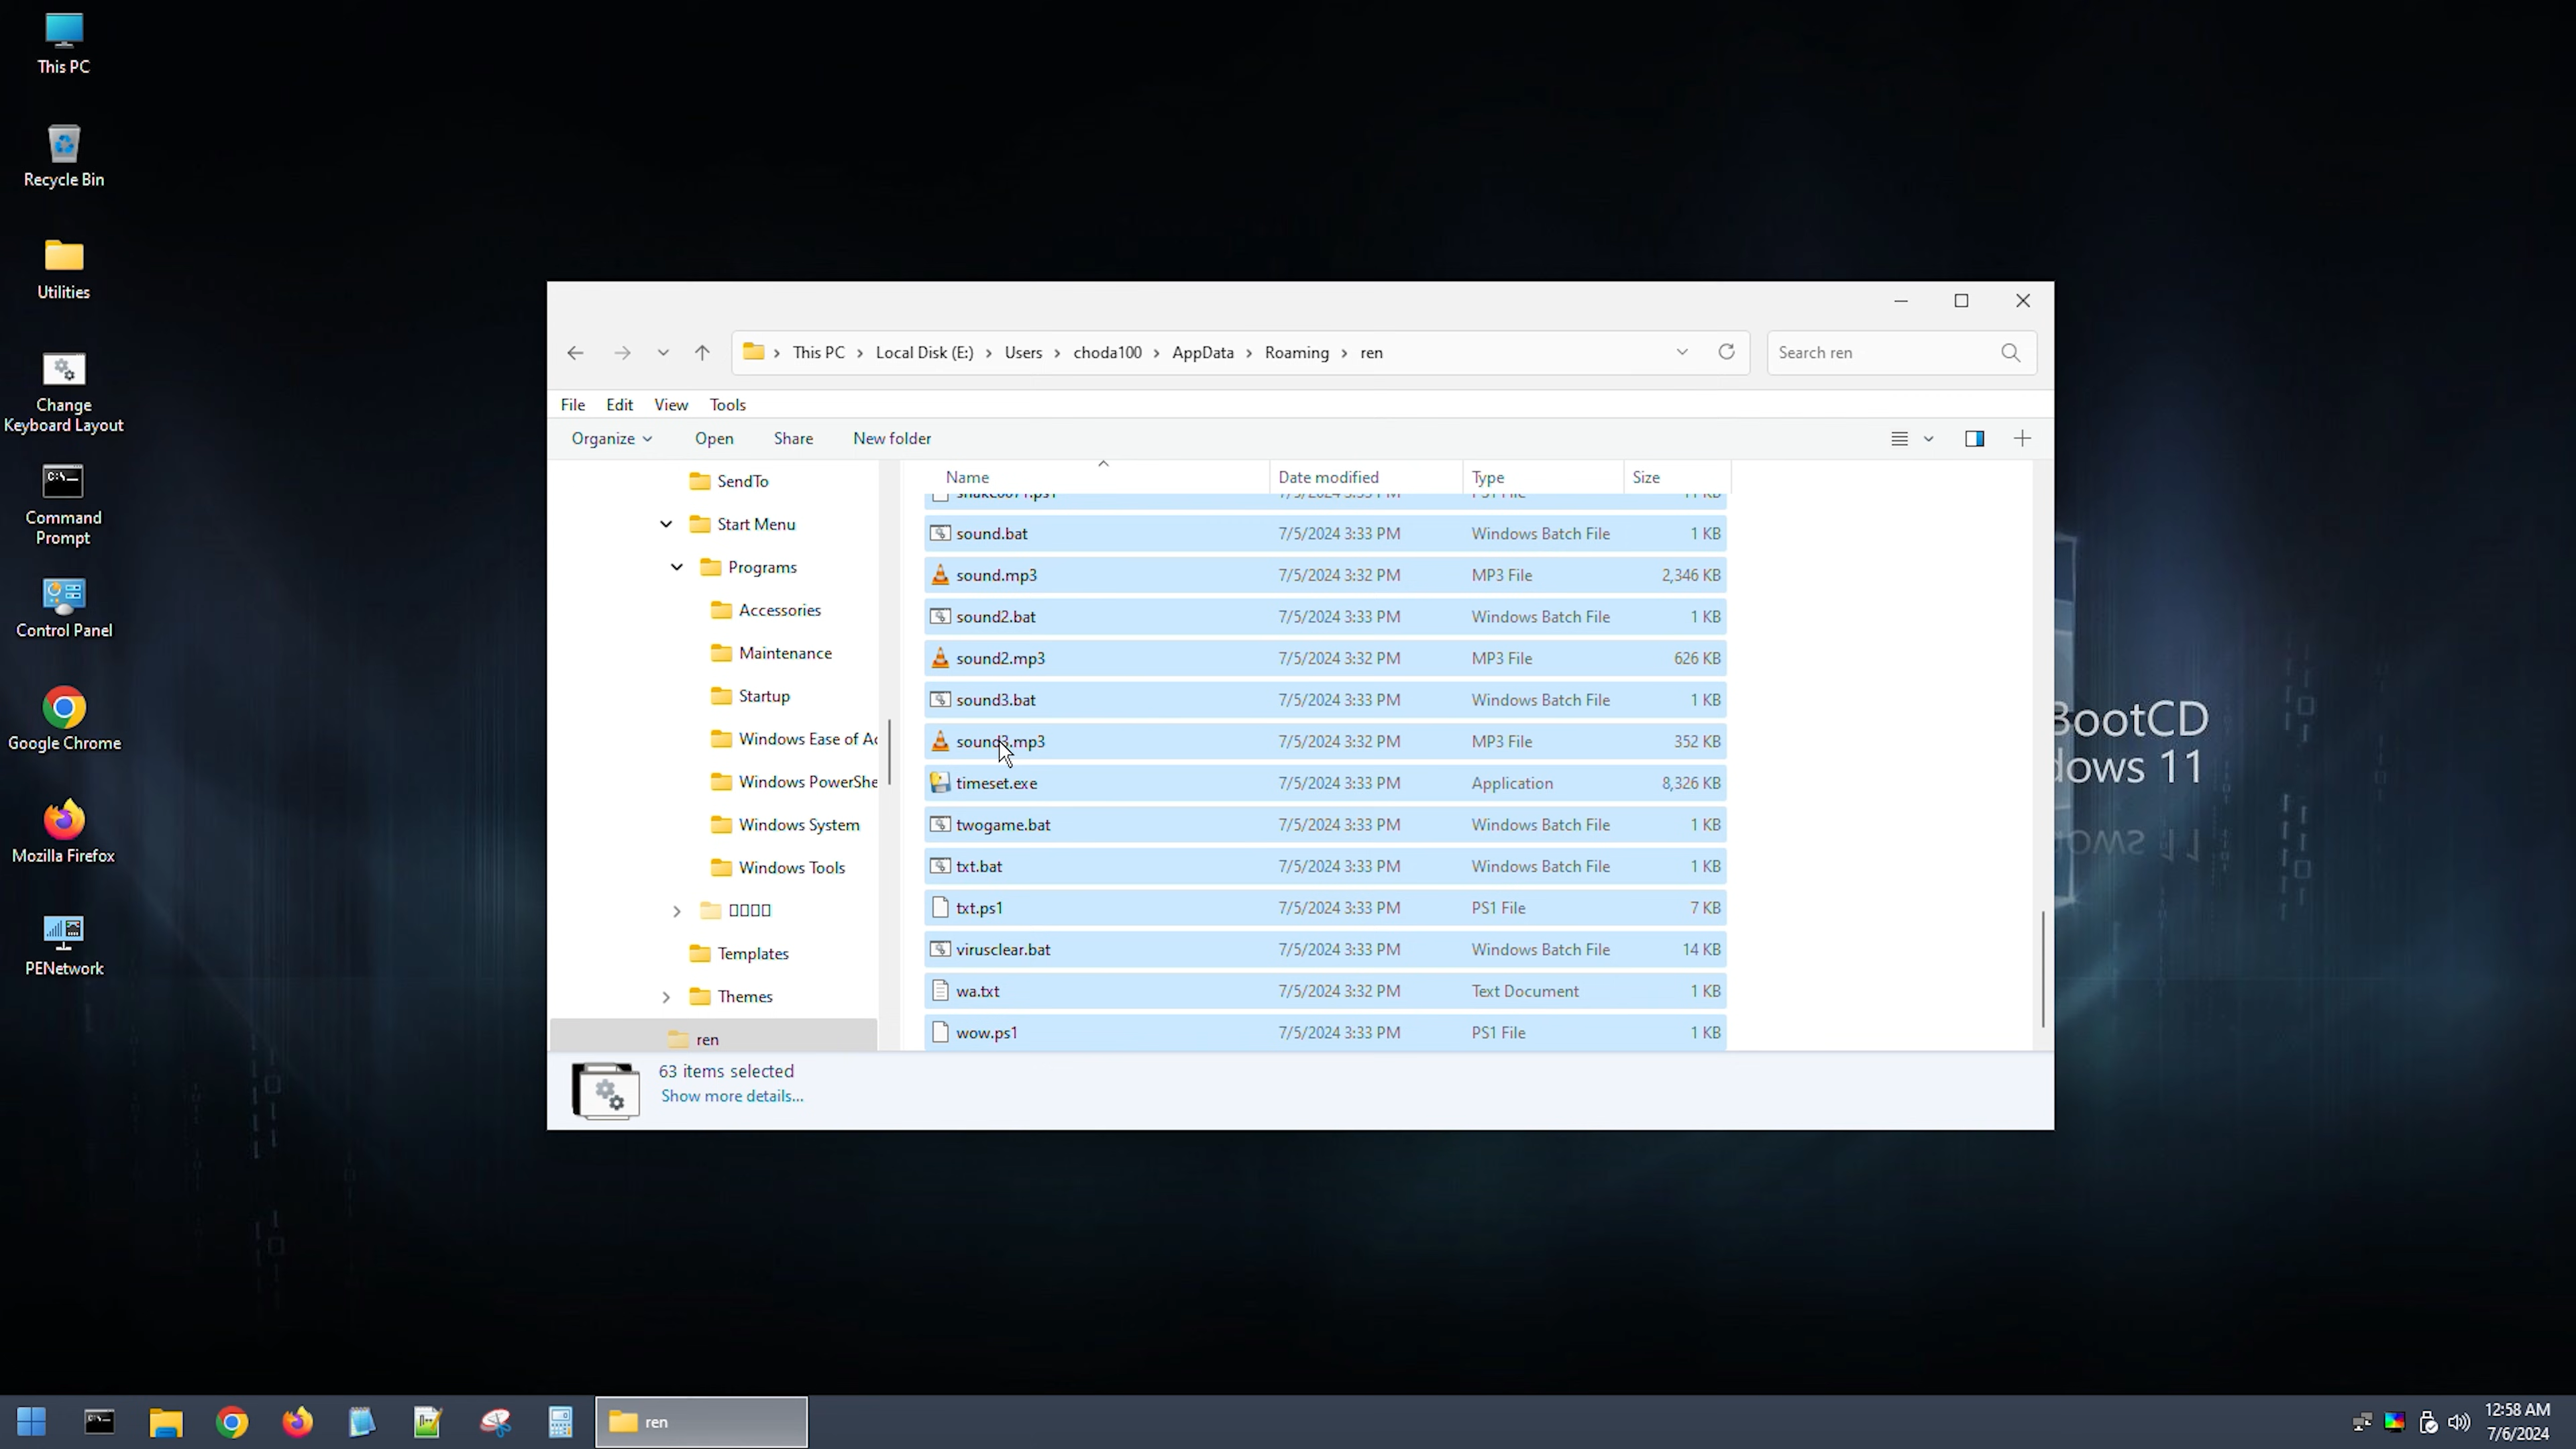 This PC
Recycle Bin
Utilities
Change
Keyboard Layout
Command
Prompt
Control Panel
Google Chrome
Mozilla Firefox
PENetwork
This PC > Local Disk (E:) > Users > choda100 > AppData > Roaming > ren
Search ren
File Edit View Tools
Organize Open Share New folder
SendTo
Start Menu
Programs
Accessories
Maintenance
Startup
Windows Ease of Ac
Windows PowerShe
Windows System
Windows Tools
Templates
Themes
ren
Name Date modified Type Size
sound.bat 7/5/2024 3:33 PM Windows Batch File 1 KB
sound.mp3 7/5/2024 3:32 PM MP3 File 2,346 KB
sound2.bat 7/5/2024 3:33 PM Windows Batch File 1 KB
sound2.mp3 7/5/2024 3:32 PM MP3 File 626 KB
sound3.bat 7/5/2024 3:33 PM Windows Batch File 1 KB
sound3.mp3 7/5/2024 3:32 PM MP3 File 352 KB
timeset.exe 7/5/2024 3:33 PM Application 8,326 KB
twogame.bat 7/5/2024 3:33 PM Windows Batch File 1 KB
txt.bat 7/5/2024 3:33 PM Windows Batch File 1 KB
txt.ps1 7/5/2024 3:33 PM PS1 File 7 KB
virusclear.bat 7/5/2024 3:33 PM Windows Batch File 14 KB
wa.txt 7/5/2024 3:32 PM Text Document 1 KB
wow.ps1 7/5/2024 3:33 PM PS1 File 1 KB
63 items selected
Show more details...
BootCD
dows 11
ren
12:58 AM
7/6/2024